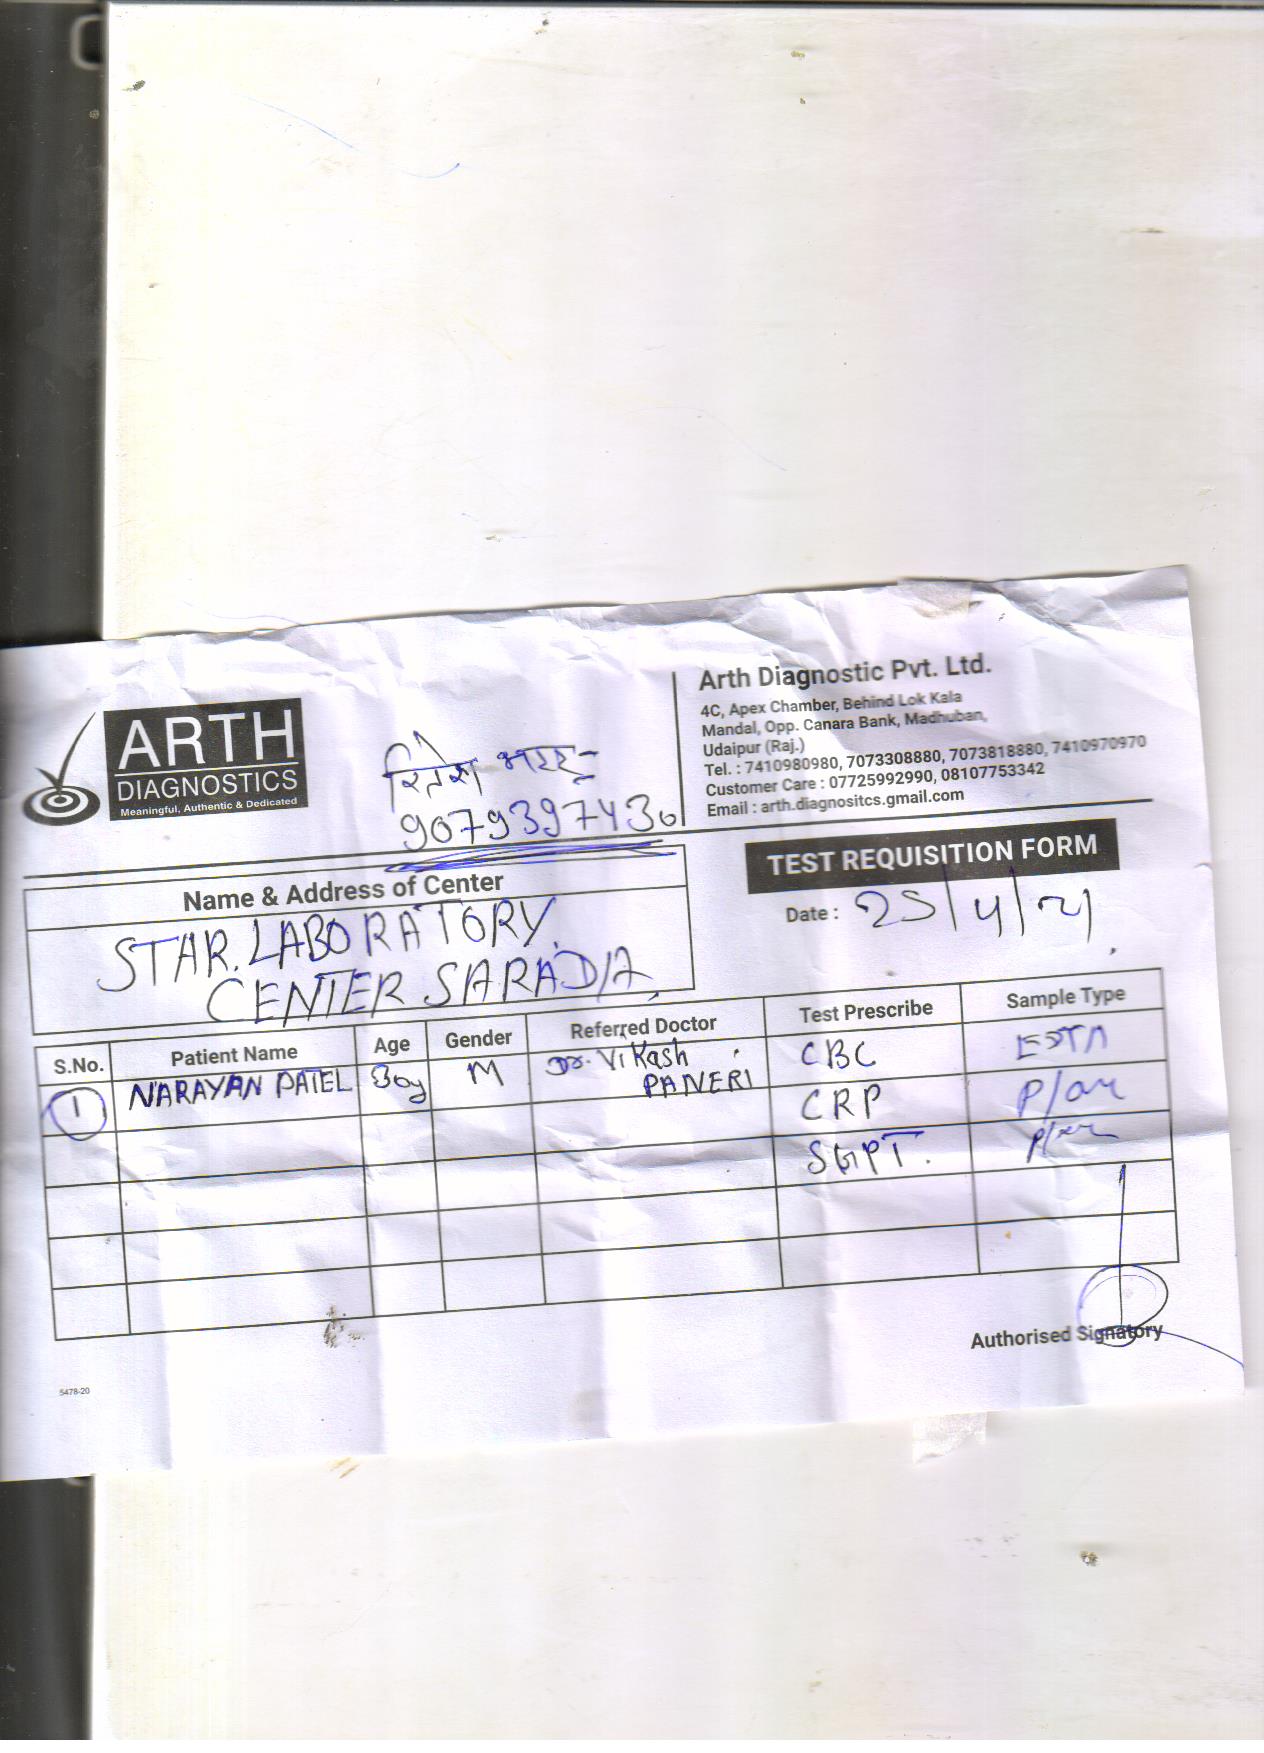 ARTH
DIAGNOSTICS
Meaningful, Authentic & Dedicated
9079397430
Arth Diagnostic Pvt. Ltd.
4C, Apex Chamber, Behind Lok Kala
Mandal, Opp. Canara Bank, Madhuban,
Udaipur (Raj.)
Tel. : 7410980980, 7073308880, 7073818880, 7410970970
Customer Care : 07725992990, 08107753342
Email : arth.diagnositcs.gmail.com
TEST REQUISITION FORM
Date : 25/4/21
Name & Address of Center
STAR. LABORATORY.
CENTER SARADIA
S.No. Patient Name Age Gender Referred Doctor Test Prescribe Sample Type
1 NARAYAN PATEL 30y M Dr. Vikash PANERI CBC EDTA
CRP
SGPT.
Authorised Signatory
5478-20